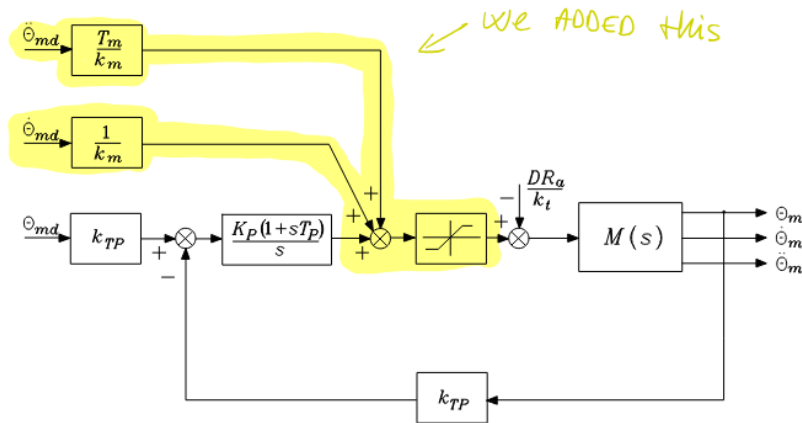 we ADDED this
Θ̈md Tm/km
Θ̇md 1/km
+
+
− DRa/kt
Θmd kTP + − KP(1+sTP)/s + + M(s) Θm
Θ̇m
Θ̈m
kTP